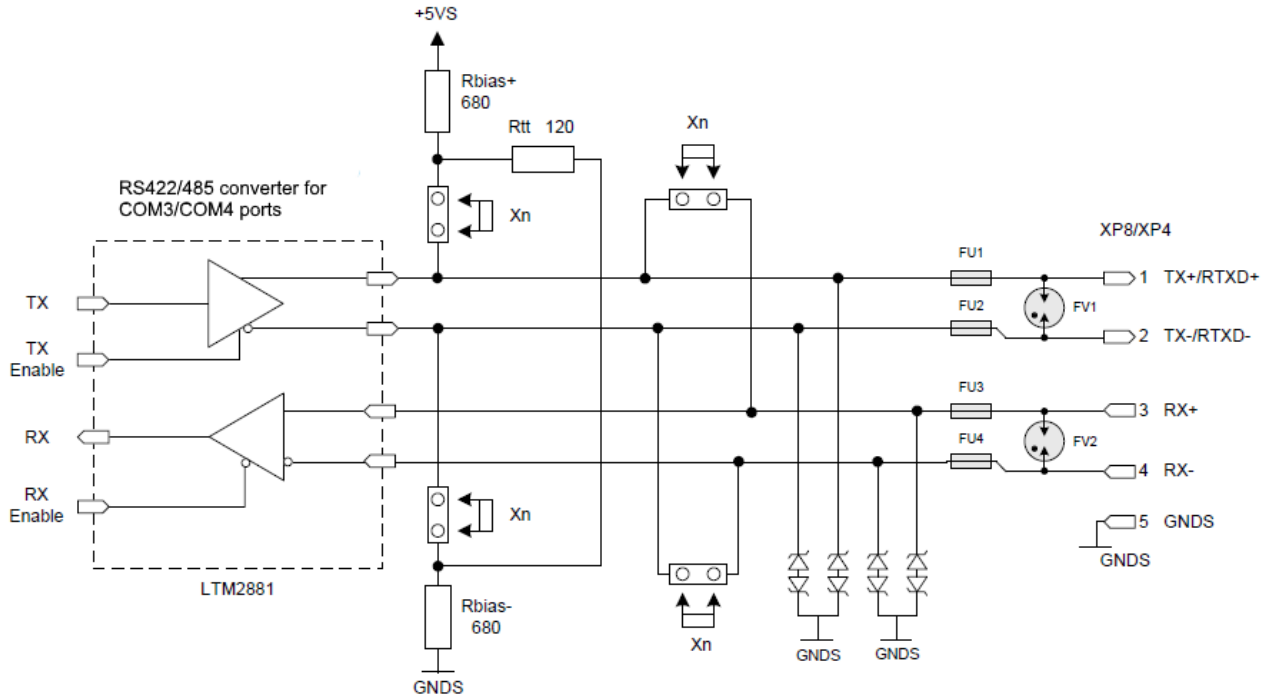 +5VS
Rbias+
680
Rtt 120
Xn
RS422/485 converter for
COM3/COM4 ports
Xn
XP8/XP4
FU1
1 TX+/RTXD+
TX
FV1
FU2
2 TX-/RTXD-
TX
Enable
FU3
3 RX+
RX
FV2
FU4
4 RX-
RX
Enable
Xn
5 GNDS
GNDS
LTM2881
Rbias-
680
Xn
GNDS
GNDS
GNDS